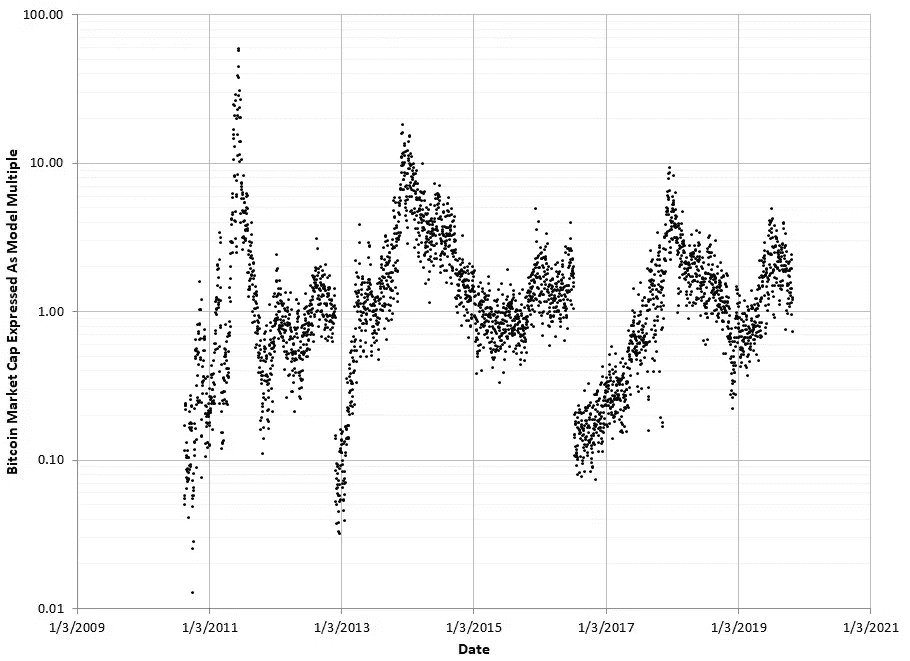 100.00
10.00
1.00
0.10
0.01
Bitcoin Market Cap Expressed As Model Multiple
1/3/2009 1/3/2011 1/3/2013 1/3/2015 1/3/2017 1/3/2019 1/3/2021
Date